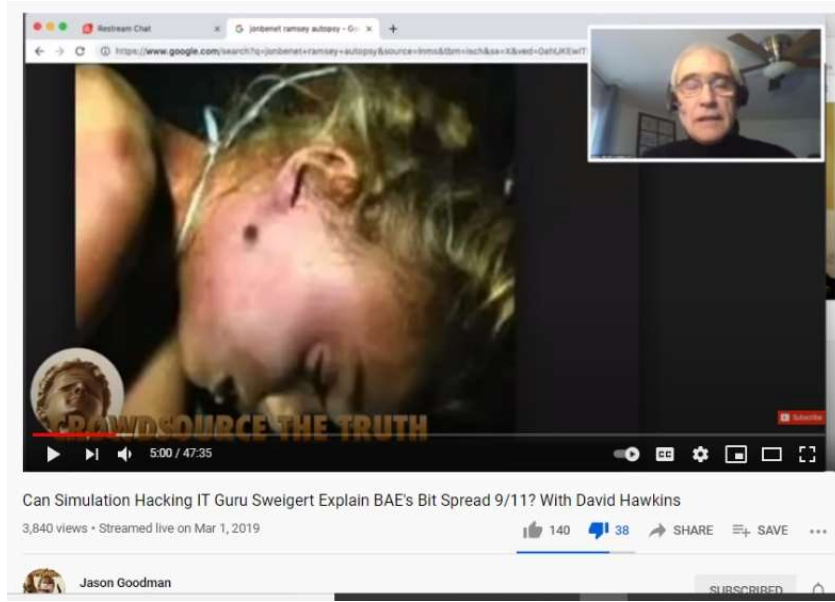 Restream Chat
jonbenet ramsey autopsy - Go
https://www.google.com/search?q=jonbenet+ramsey+autopsy&source=lnms&tbm=isch&sa=X&ved=0ahUKEwiT
CROWDSOURCE THE TRUTH
Subscribe
5:00 / 47:35
CC
Can Simulation Hacking IT Guru Sweigert Explain BAE's Bit Spread 9/11? With David Hawkins
3,840 views • Streamed live on Mar 1, 2019
140
38
SHARE
SAVE
Jason Goodman
SUBSCRIBED